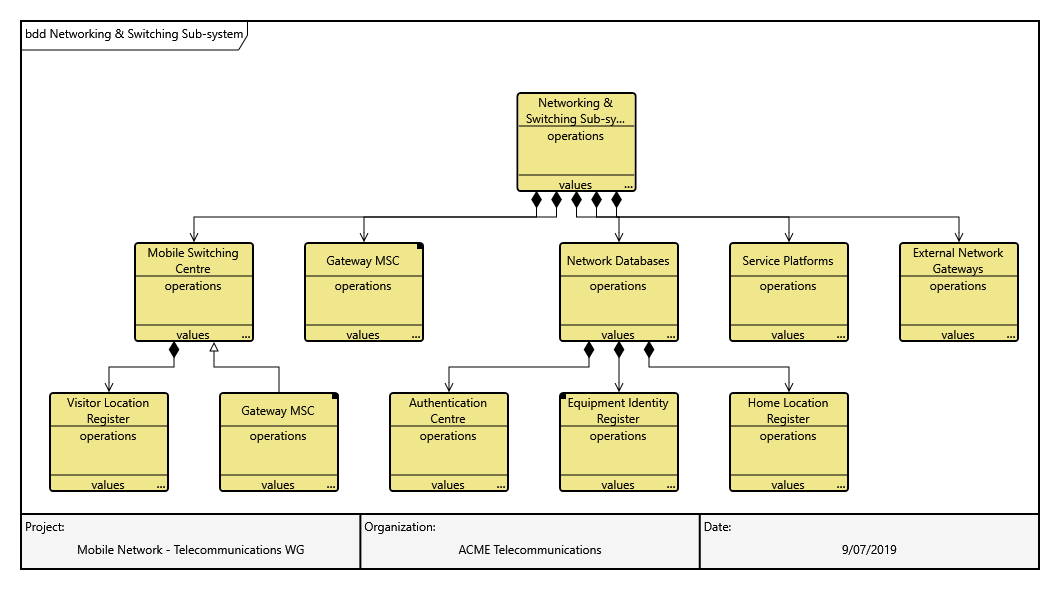 bdd Networking & Switching Sub-system
Networking &
Switching Sub-sy...
operations
values
...
Mobile Switching
Centre
operations
values
...
Gateway MSC
operations
values
...
Network Databases
operations
values
...
Service Platforms
operations
values
...
External Network
Gateways
operations
values
...
Visitor Location
Register
operations
values
...
Gateway MSC
operations
values
...
Authentication
Centre
operations
values
...
Equipment Identity
Register
operations
values
...
Home Location
Register
operations
values
...
Project:
Mobile Network - Telecommunications WG
Organization:
ACME Telecommunications
Date:
9/07/2019